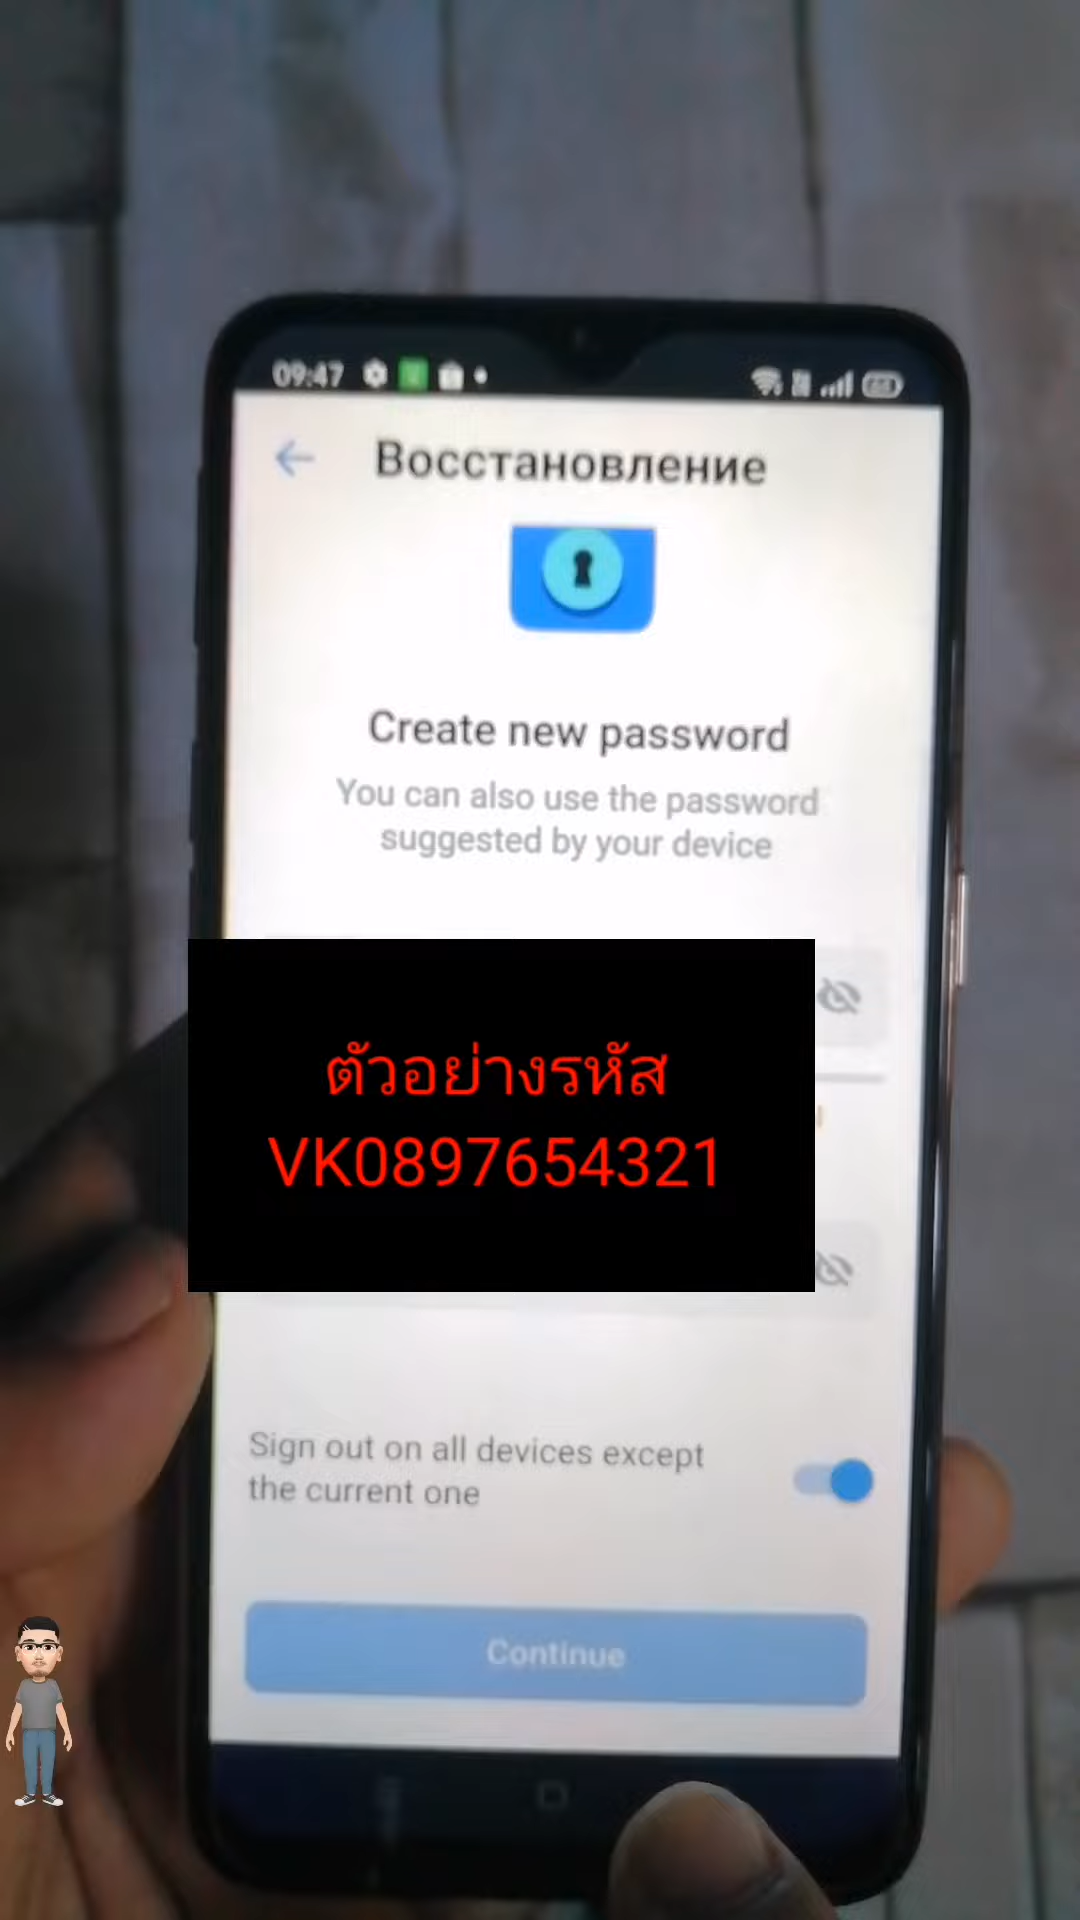 09:47
Восстановление
Create new password
You can also use the password
suggested by your device
ตัวอย่างรหัส
VK0897654321
Sign out on all devices except
the current one
Continue